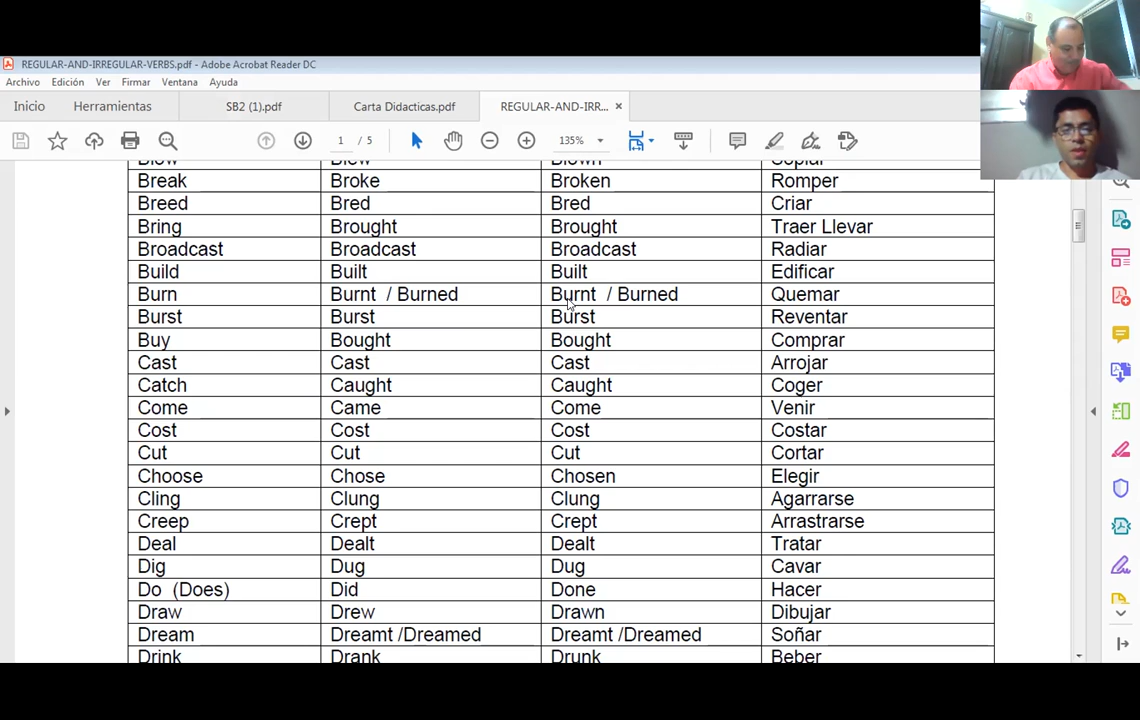 REGULAR-AND-IRREGULAR-VERBS.pdf - Adobe Acrobat Reader DC
Archivo Edición Ver Firmar Ventana Ayuda
Inicio Herramientas SB2 (1).pdf Carta Didacticas.pdf REGULAR-AND-IRR... ×
1 / 5 135%
Blow Blew Blown Soplar
Break Broke Broken Romper
Breed Bred Bred Criar
Bring Brought Brought Traer Llevar
Broadcast Broadcast Broadcast Radiar
Build Built Built Edificar
Burn Burnt / Burned Burnt / Burned Quemar
Burst Burst Burst Reventar
Buy Bought Bought Comprar
Cast Cast Cast Arrojar
Catch Caught Caught Coger
Come Came Come Venir
Cost Cost Cost Costar
Cut Cut Cut Cortar
Choose Chose Chosen Elegir
Cling Clung Clung Agarrarse
Creep Crept Crept Arrastrarse
Deal Dealt Dealt Tratar
Dig Dug Dug Cavar
Do (Does) Did Done Hacer
Draw Drew Drawn Dibujar
Dream Dreamt /Dreamed Dreamt /Dreamed Soñar
Drink Drank Drunk Beber